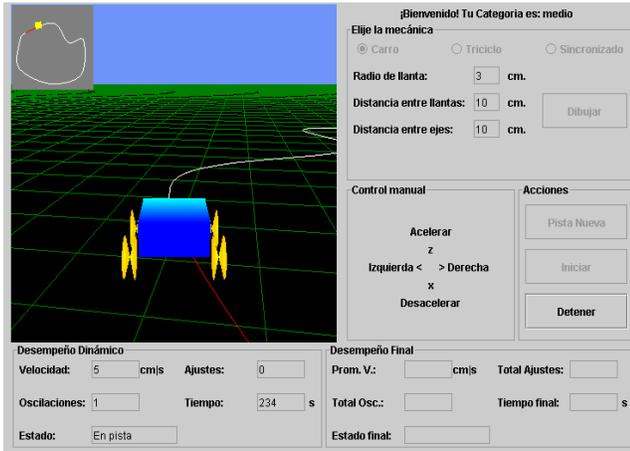 ¡Bienvenido! Tu Categoria es: medio
Elije la mecánica
Carro Triciclo Sincronizado
Radio de llanta: 3 cm.
Distancia entre llantas: 10 cm.
Distancia entre ejes: 10 cm.
Dibujar
Control manual
Acelerar
z
Izquierda < > Derecha
x
Desacelerar
Acciones
Pista Nueva
Iniciar
Detener
Desempeño Dinámico
Velocidad: 5 cm|s Ajustes: 0
Oscilaciones: 1 Tiempo: 234 s
Estado: En pista
Desempeño Final
Prom. V.: cm|s Total Ajustes:
Total Osc.: Tiempo final: s
Estado final: